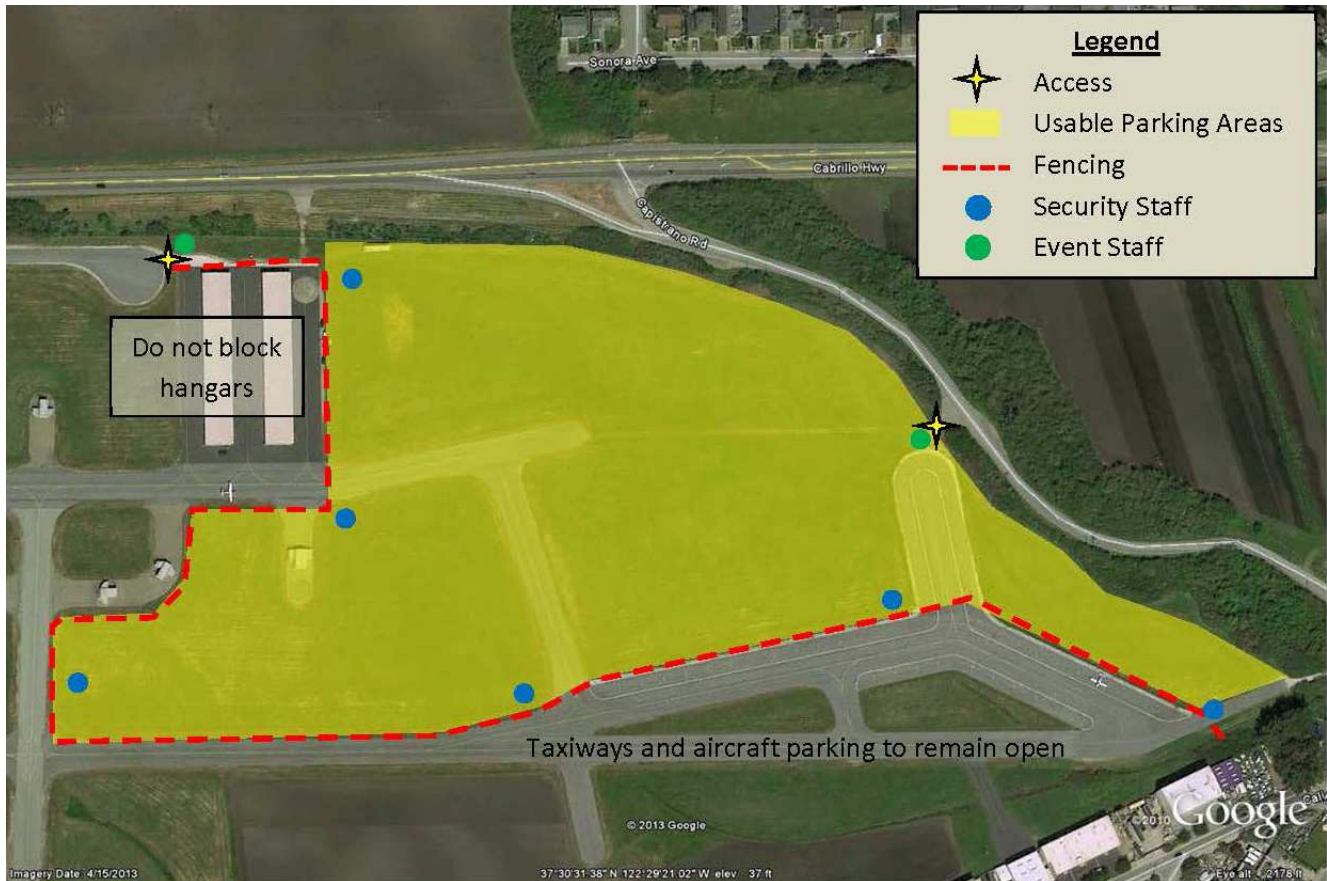 Legend
Access
Usable Parking Areas
Fencing
Security Staff
Event Staff
Sonora Ave
Cabrillo Hwy
Capistrano Rd
Do not block
hangars
Taxiways and aircraft parking to remain open
© 2013 Google
©2010 Google
Imagery Date: 4/15/2013
37°30'31.38" N 122°29'21.02" W elev 37 ft
Eye alt 2178 ft